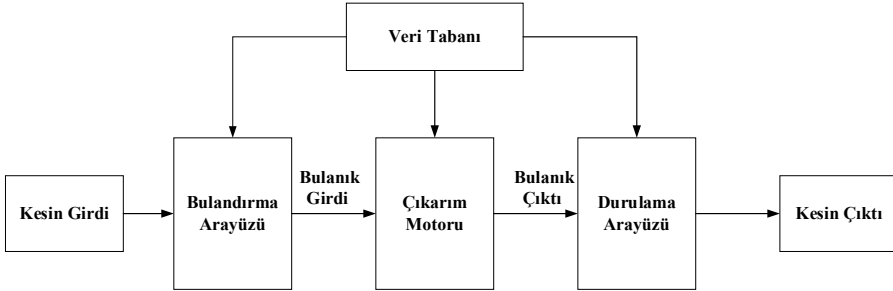 Veri Tabanı
Kesin Girdi
Bulandırma
Arayüzü
Bulanık
Girdi
Çıkarım
Motoru
Bulanık
Çıktı
Durulama
Arayüzü
Kesin Çıktı